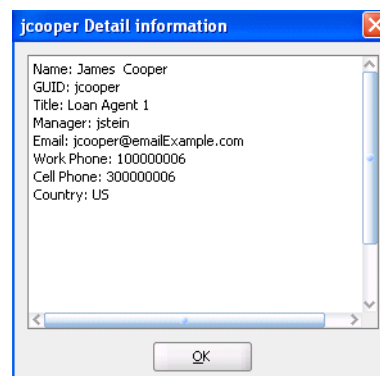 jcooper Detail information
Name: James  Cooper
GUID: jcooper
Title: Loan Agent 1
Manager: jstein
Email: jcooper@emailExample.com
Work Phone: 100000006
Cell Phone: 300000006
Country: US
OK